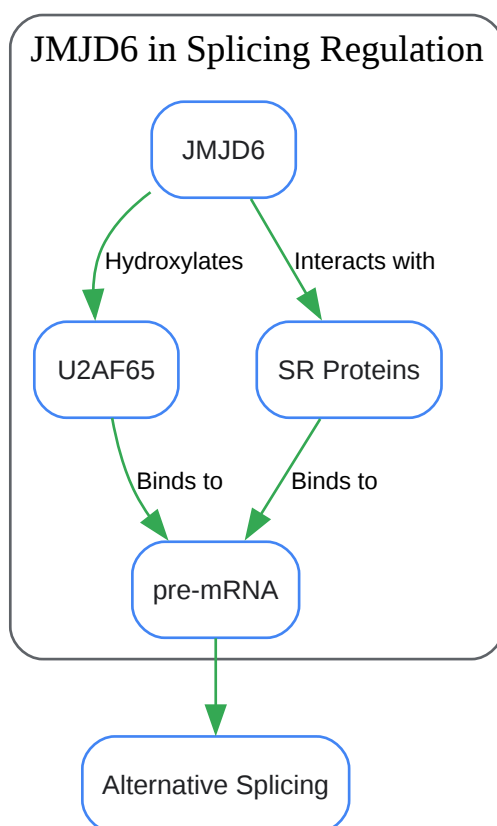 JMJD6 in Splicing Regulation
JMJD6
Hydroxylates
Interacts with
U2AF65
SR Proteins
Binds to
Binds to
pre-mRNA
Alternative Splicing